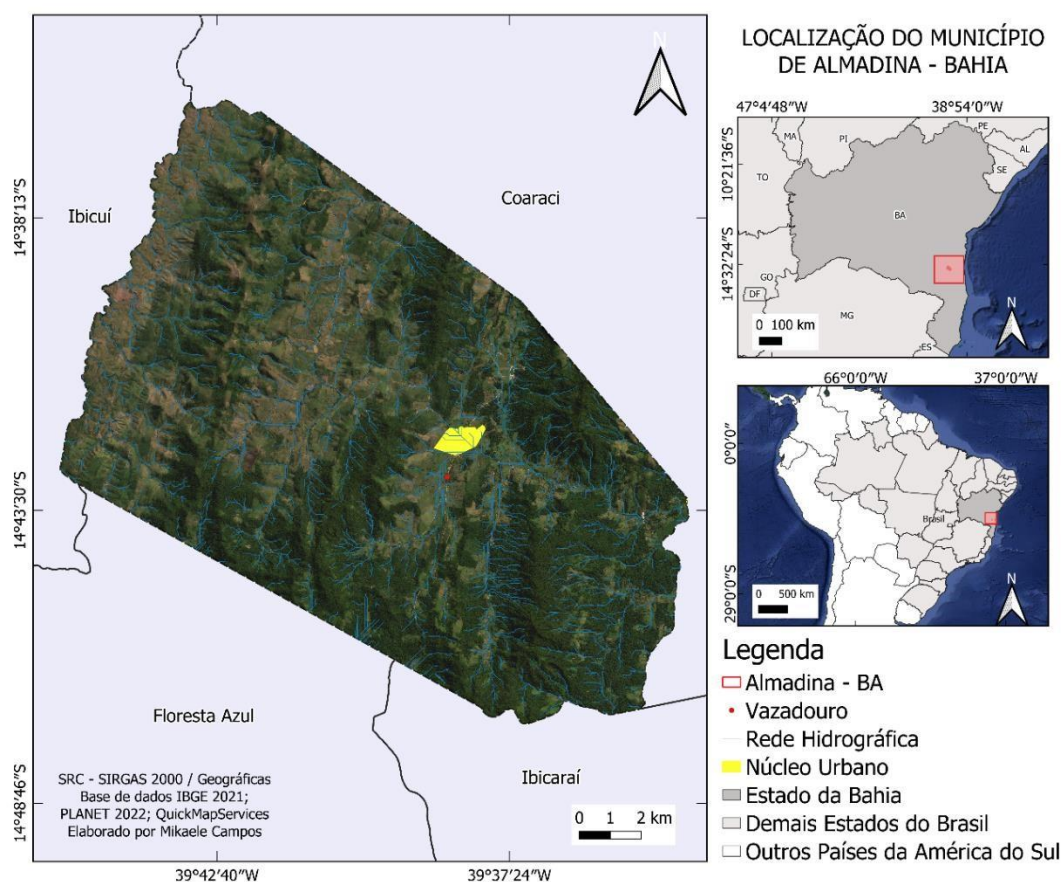 N
Ibicuí
Coaraci
Floresta Azul
Ibicaraí
SRC - SIRGAS 2000 / Geográficas
Base de dados IBGE 2021;
PLANET 2022; QuickMapServices
Elaborado por Mikaele Campos
0 1 2 km
14°38'13"S
14°43'30"S
14°48'46"S
39°42'40"W
39°37'24"W
LOCALIZAÇÃO DO MUNICÍPIO
DE ALMADINA - BAHIA
47°4'48"W
38°54'0"W
10°21'36"S
14°32'24"S
MA
PI
PE
AL
SE
TO
BA
GO
DF
MG
ES
0 100 km
N
66°0'0"W
37°0'0"W
0°0'0"
29°0'0"S
Brasil
0 500 km
N
Legenda
Almadina - BA
Vazadouro
Rede Hidrográfica
Núcleo Urbano
Estado da Bahia
Demais Estados do Brasil
Outros Países da América do Sul